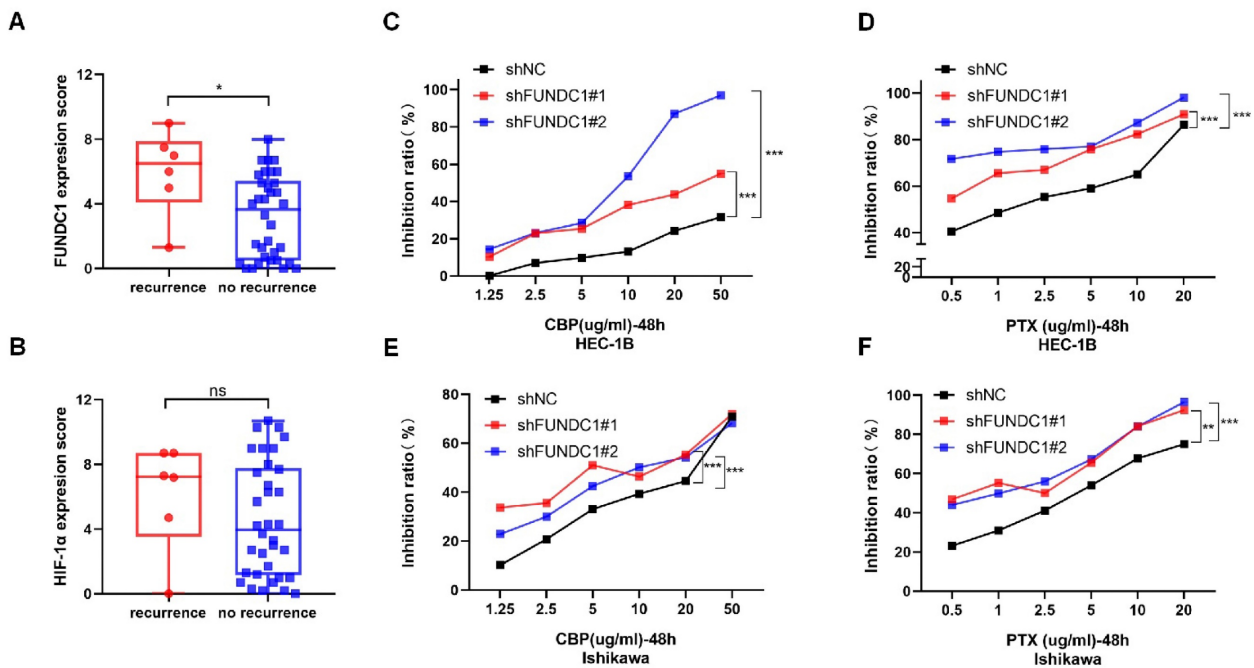 A
FUNDC1 expresion score
12
8
4
0
*
recurrence
no recurrence
C
shNC
shFUNDC1#1
shFUNDC1#2
Inhibition ratio( %)
100
80
60
40
20
0
***
***
1.25
2.5
5
10
20
50
CBP(ug/ml)-48h
HEC-1B
D
shNC
shFUNDC1#1
shFUNDC1#2
Inhibition ratio( %)
100
80
60
40
20
0
***
***
0.5
1
2.5
5
10
20
PTX (ug/ml)-48h
HEC-1B
B
HIF-1α expresion score
12
8
4
0
ns
recurrence
no recurrence
E
shNC
shFUNDC1#1
shFUNDC1#2
Inhibition ratio( %)
80
60
40
20
0
***
***
1.25
2.5
5
10
20
50
CBP(ug/ml)-48h
Ishikawa
F
shNC
shFUNDC1#1
shFUNDC1#2
Inhibition ratio( %)
100
80
60
40
20
0
**
***
0.5
1
2.5
5
10
20
PTX (ug/ml)-48h
Ishikawa